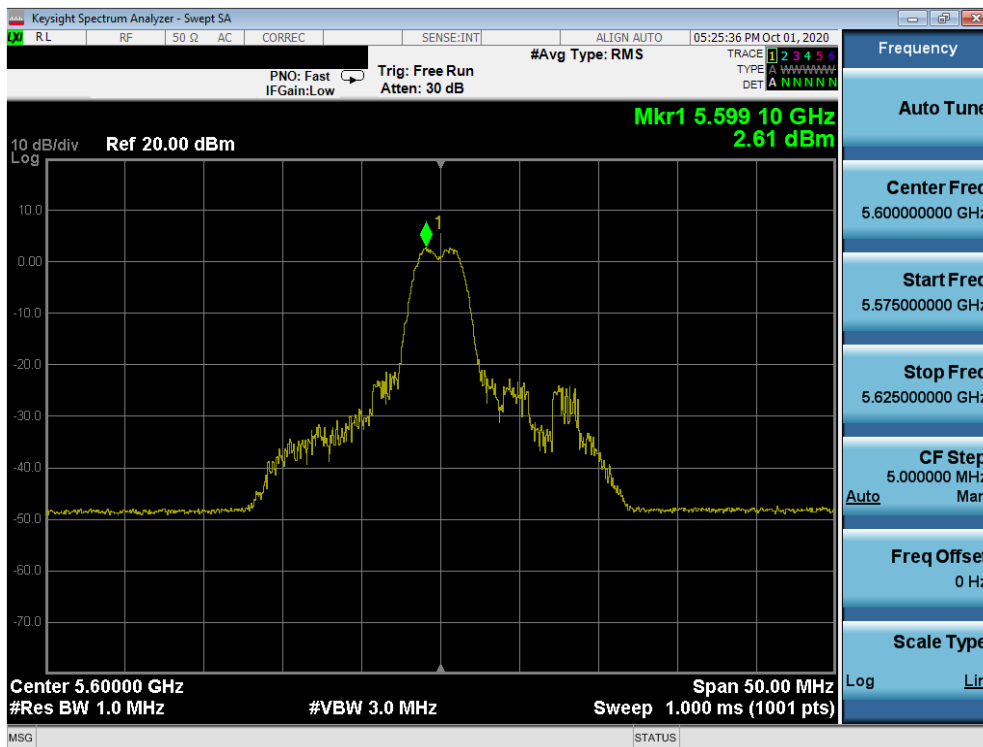 Keysight Spectrum Analyzer - Swept SA
LXI RL RF 50 Ω AC CORREC SENSE:INT ALIGN AUTO 05:25:36 PM Oct 01, 2020
#Avg Type: RMS
TRACE 1 2 3 4 5 6
PNO: Fast Trig: Free Run TYPE A WWWWW
IFGain:Low Atten: 30 dB DET A N N N N N
Mkr1 5.599 10 GHz
2.61 dBm
10 dB/div Ref 20.00 dBm
Log
1
10.0
0.00
-10.0
-20.0
-30.0
-40.0
-50.0
-60.0
-70.0
Center 5.60000 GHz Span 50.00 MHz
#Res BW 1.0 MHz #VBW 3.0 MHz Sweep 1.000 ms (1001 pts)
MSG STATUS
Frequency
Auto Tune
Center Freq
5.600000000 GHz
Start Freq
5.575000000 GHz
Stop Freq
5.625000000 GHz
CF Step
5.000000 MHz
Auto Man
Freq Offset
0 Hz
Scale Type
Log Lin